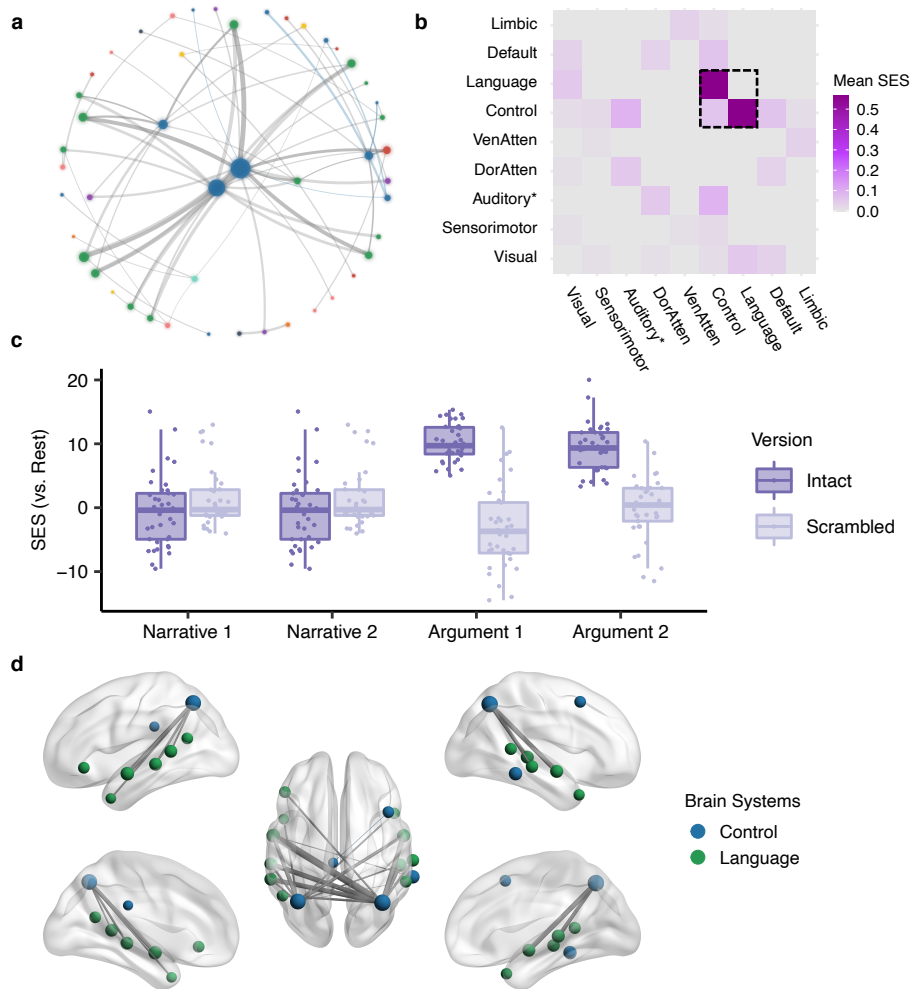 a
b
Limbic
Default
Language
Control
VenAtten
DorAtten
Auditory*
Sensorimotor
Visual
Visual
Sensorimotor
Auditory*
DorAtten
VenAtten
Control
Language
Default
Limbic
Mean SES
0.5
0.4
0.3
0.2
0.1
0.0
c
SES (vs. Rest)
20
10
0
−10
Narrative 1
Narrative 2
Argument 1
Argument 2
Version
Intact
Scrambled
d
Brain Systems
Control
Language